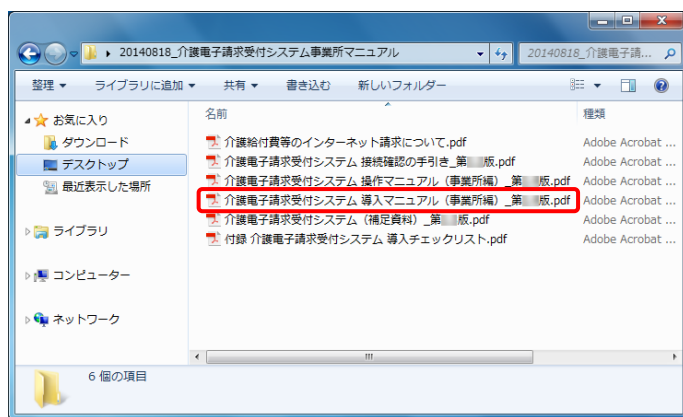 20140818_介護電子請求受付システム事業所マニュアル
20140818_介護電子請...
整理 ライブラリに追加 共有 書き込む 新しいフォルダー
お気に入り
ダウンロード
デスクトップ
最近表示した場所
ライブラリ
コンピューター
ネットワーク
名前 種類
介護給付費等のインターネット請求について.pdf Adobe Acrobat ...
介護電子請求受付システム 接続確認の手引き_第 版.pdf Adobe Acrobat ...
介護電子請求受付システム 操作マニュアル（事業所編）_第 版.pdf Adobe Acrobat ...
介護電子請求受付システム 導入マニュアル（事業所編）_第 版.pdf Adobe Acrobat ...
介護電子請求受付システム（補足資料）_第 版.pdf Adobe Acrobat ...
付録 介護電子請求受付システム 導入チェックリスト.pdf Adobe Acrobat ...
6 個の項目